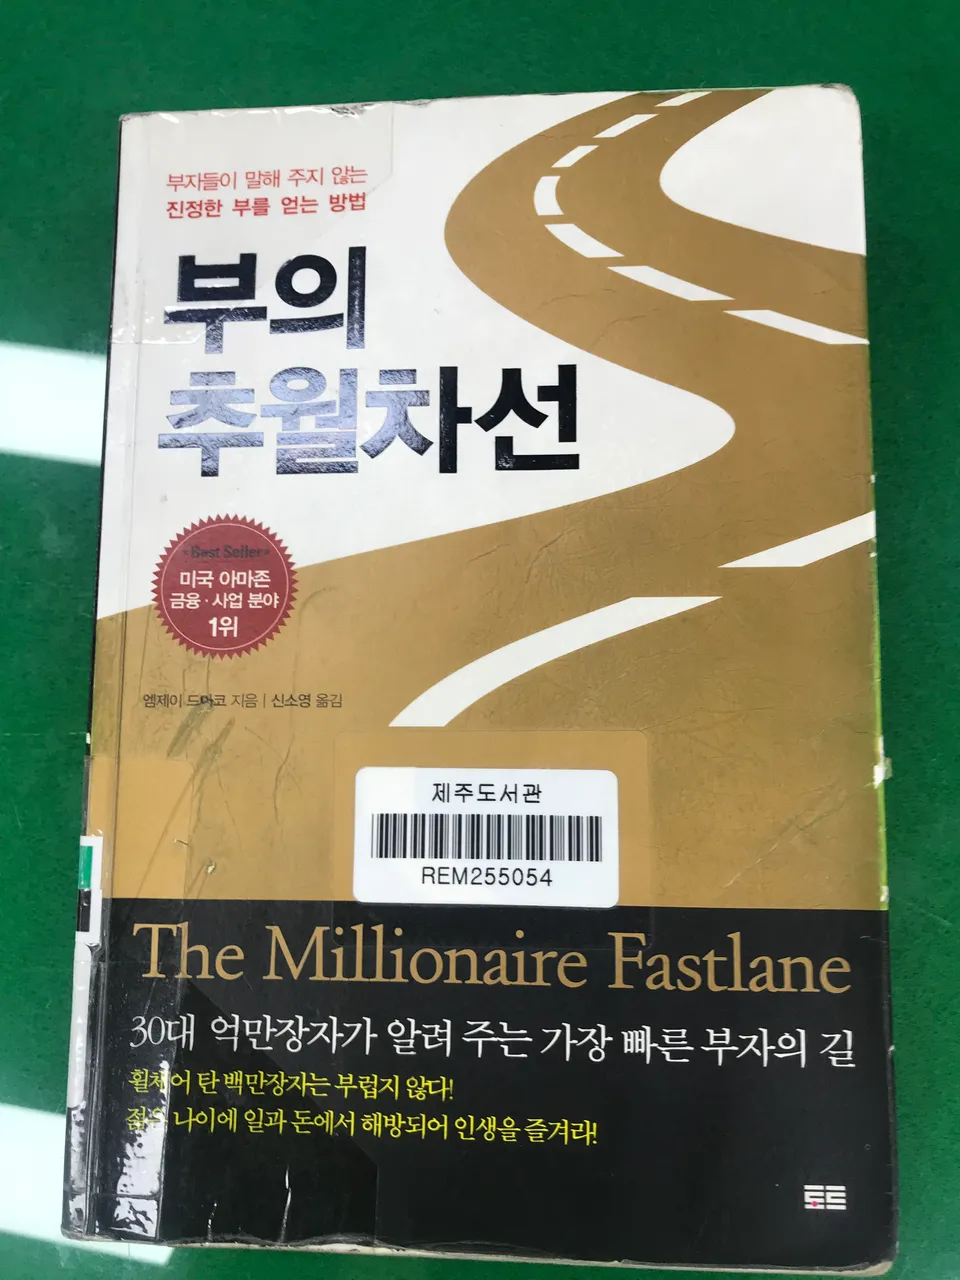 부자들이 말해 주지 않는
진정한 부를 얻는 방법
부의
추월차선
Best Seller
미국 아마존
금융·사업 분야
1위
엠제이 드마코 지음 | 신소영 옮김
제주도서관
REM255054
The Millionaire Fastlane
30대 억만장자가 알려 주는 가장 빠른 부자의 길
휠체어 탄 백만장자는 부럽지 않다!
젊은 나이에 일과 돈에서 해방되어 인생을 즐겨라!
토트